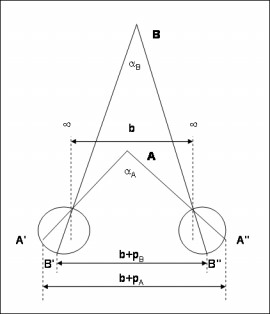 B
α_B
∞ ∞
b
A
α_A
A' A"
B' b+p_B B"
b+p_A